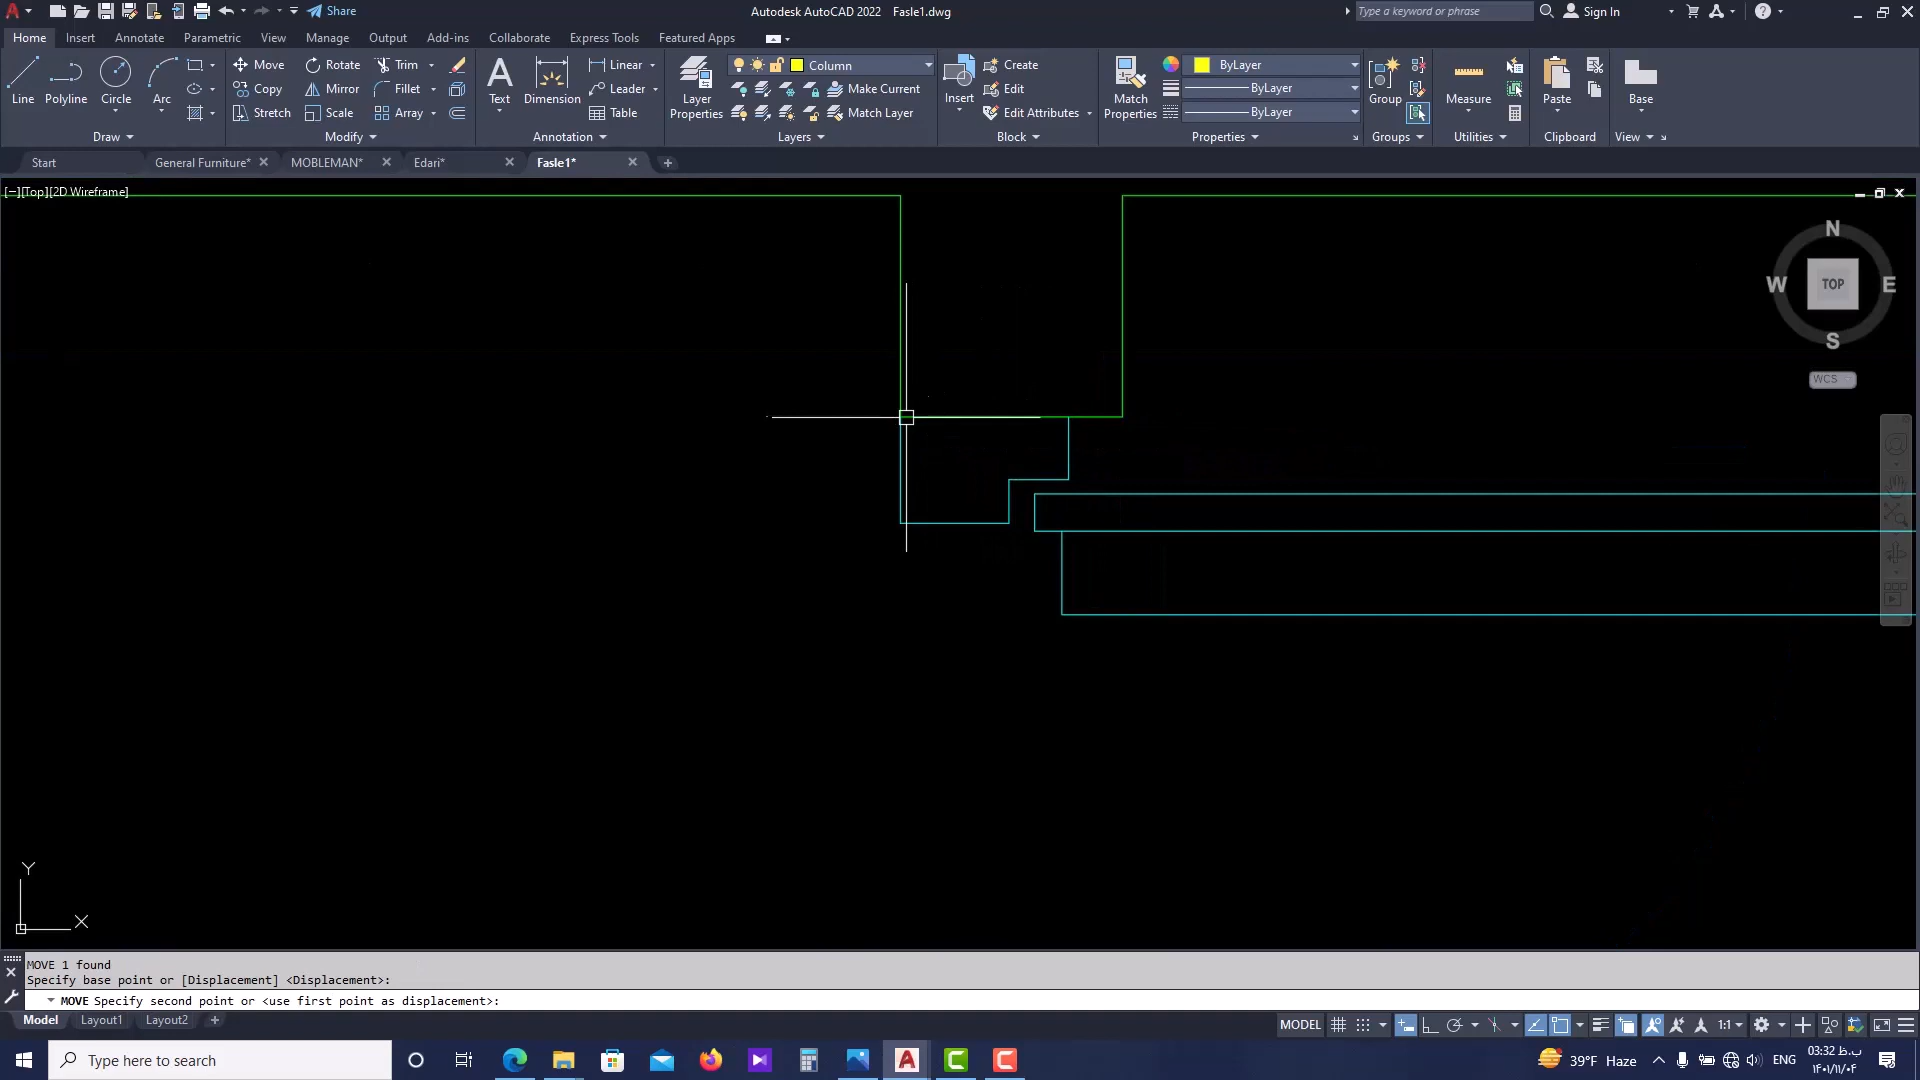 Share
Autodesk AutoCAD 2022 Fasle1.dwg
Type a keyword or phrase
Sign In
Home Insert Annotate Parametric View Manage Output Add-ins Collaborate Express Tools Featured Apps
Line
Polyline
Circle
Arc
Draw
Move Rotate Trim
Copy Mirror Fillet
Stretch Scale Array
Modify
Text
Dimension
Linear
Leader
Table
Annotation
Layer Properties
Column
Make Current
Match Layer
Layers
Insert
Create
Edit
Edit Attributes
Block
Match Properties
ByLayer
ByLayer
ByLayer
Properties
Group
Groups
Measure
Utilities
Paste
Clipboard
Base
View
Start General Furniture* MOBLEMAN* Edari* Fasle1*
[−][Top][2D Wireframe]
N
W TOP E
S
WCS
Y
X
MOVE 1 found
Specify base point or [Displacement] <Displacement>:
MOVE Specify second point or <use first point as displacement>:
Model Layout1 Layout2
MODEL 1:1
Type here to search
39°F Haze ENG
03:32 ب.ظ
۱۴۰۱/۱۱/۰۴